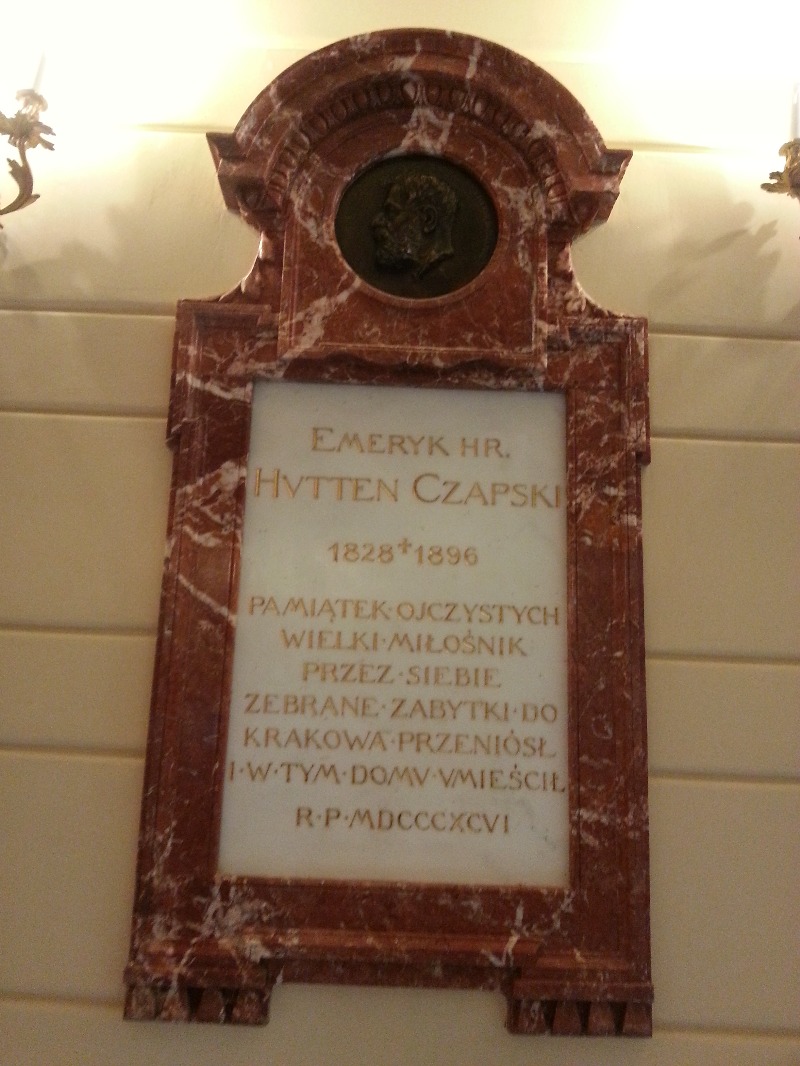 EMERYK HR.
HVTTEN CZAPSKI
1828 ✝ 1896
PAMIĄTEK·OJCZYSTYCH
WIELKI·MIŁOŚNIK
PRZEZ·SIEBIE
ZEBRANE·ZABYTKI·DO
KRAKOWA·PRZENIÓSŁ
I·W·TYM·DOMV·VMIEŚCIŁ
R·P·MDCCCXCVI